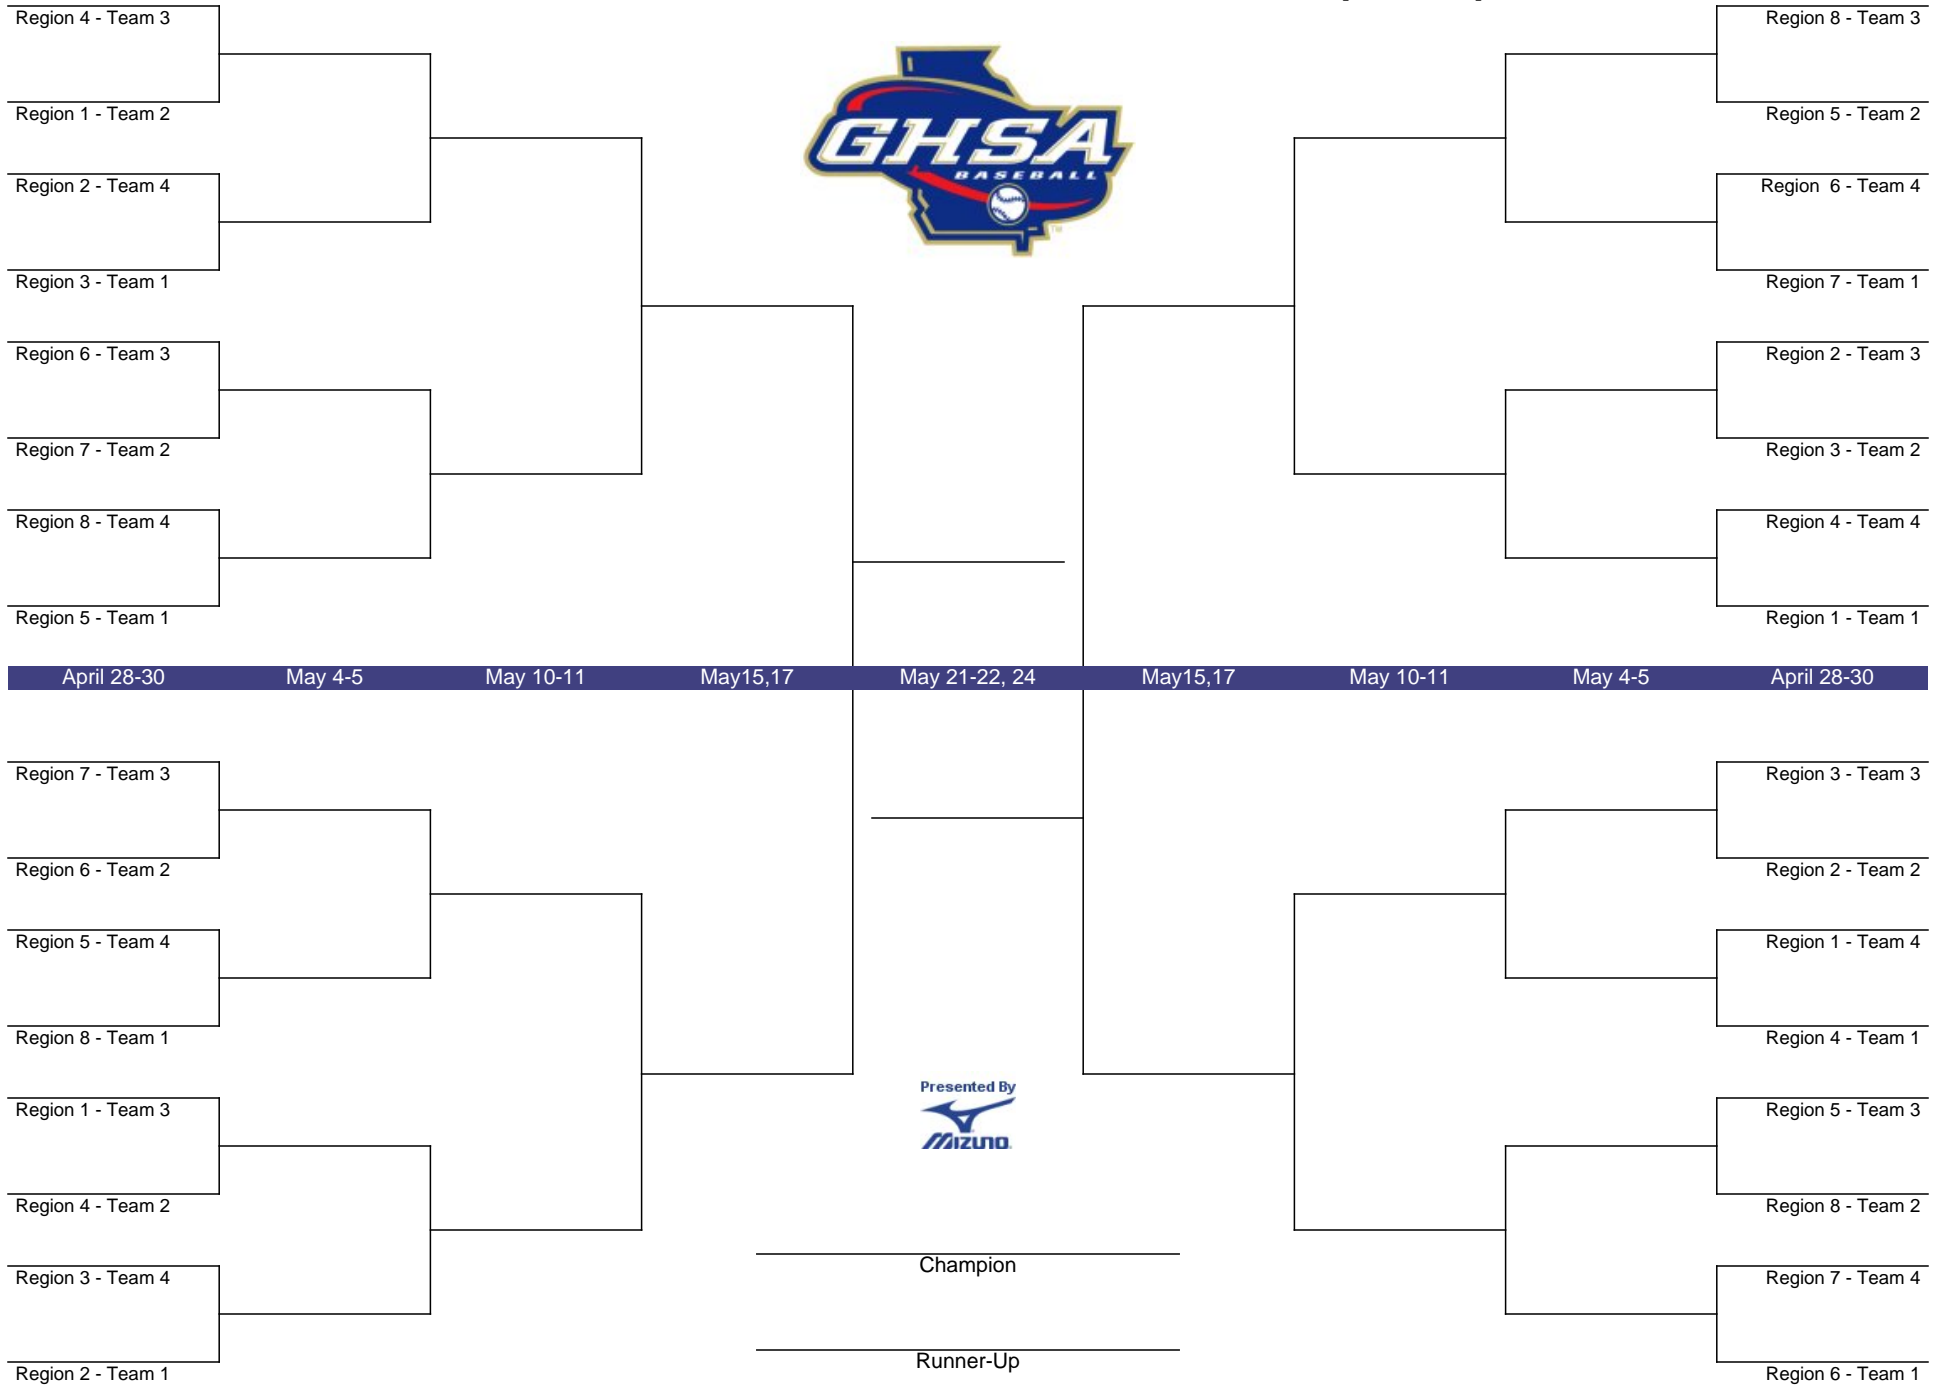 Region 4 - Team 3
Region 1 - Team 2
Region 2 - Team 4
Region 3 - Team 1
Region 6 - Team 3
Region 7 - Team 2
Region 8 - Team 4
Region 5 - Team 1
GHSA
BASEBALL
TM
Region 8 - Team 3
Region 5 - Team 2
Region  6 - Team 4
Region 7 - Team 1
Region 2 - Team 3
Region 3 - Team 2
Region 4 - Team 4
Region 1 - Team 1
April 28-30 May 4-5 May 10-11 May15,17 May 21-22, 24 May15,17 May 10-11 May 4-5 April 28-30
Region 7 - Team 3
Region 6 - Team 2
Region 5 - Team 4
Region 8 - Team 1
Region 1 - Team 3
Region 4 - Team 2
Region 3 - Team 4
Region 2 - Team 1
Presented By
MIZUNO
Champion
Runner-Up
Region 3 - Team 3
Region 2 - Team 2
Region 1 - Team 4
Region 4 - Team 1
Region 5 - Team 3
Region 8 - Team 2
Region 7 - Team 4
Region 6 - Team 1